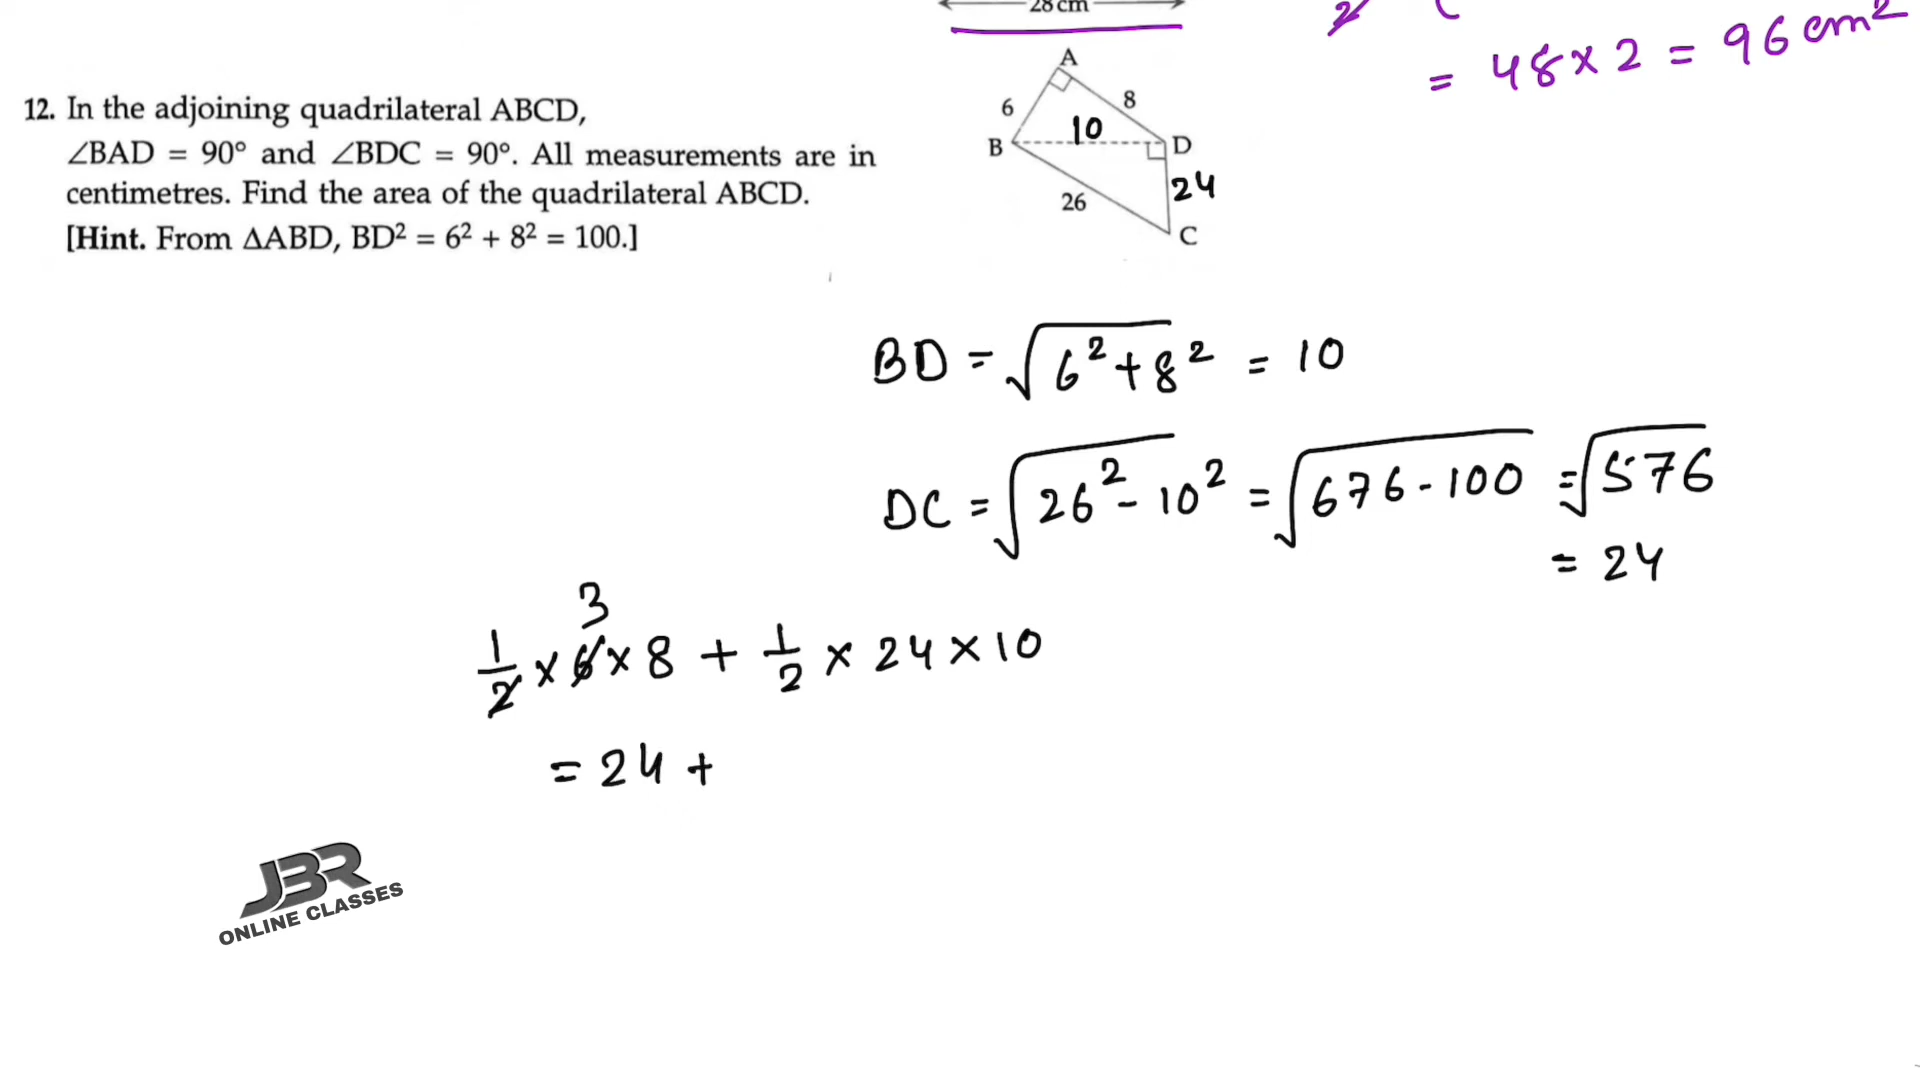 28 cm
2
= 48 × 2 = 96 cm²
12. In the adjoining quadrilateral ABCD,
∠BAD = 90° and ∠BDC = 90°. All measurements are in
centimetres. Find the area of the quadrilateral ABCD.
[Hint. From ΔABD, BD² = 6² + 8² = 100.]
A
6
8
10
B
D
24
26
C
BD = √6² + 8² = 10
DC = √26² - 10² = √676 - 100 = √576
= 24
3
1/2 × 6 × 8 + 1/2 × 24 × 10
= 24 +
JBR
ONLINE CLASSES